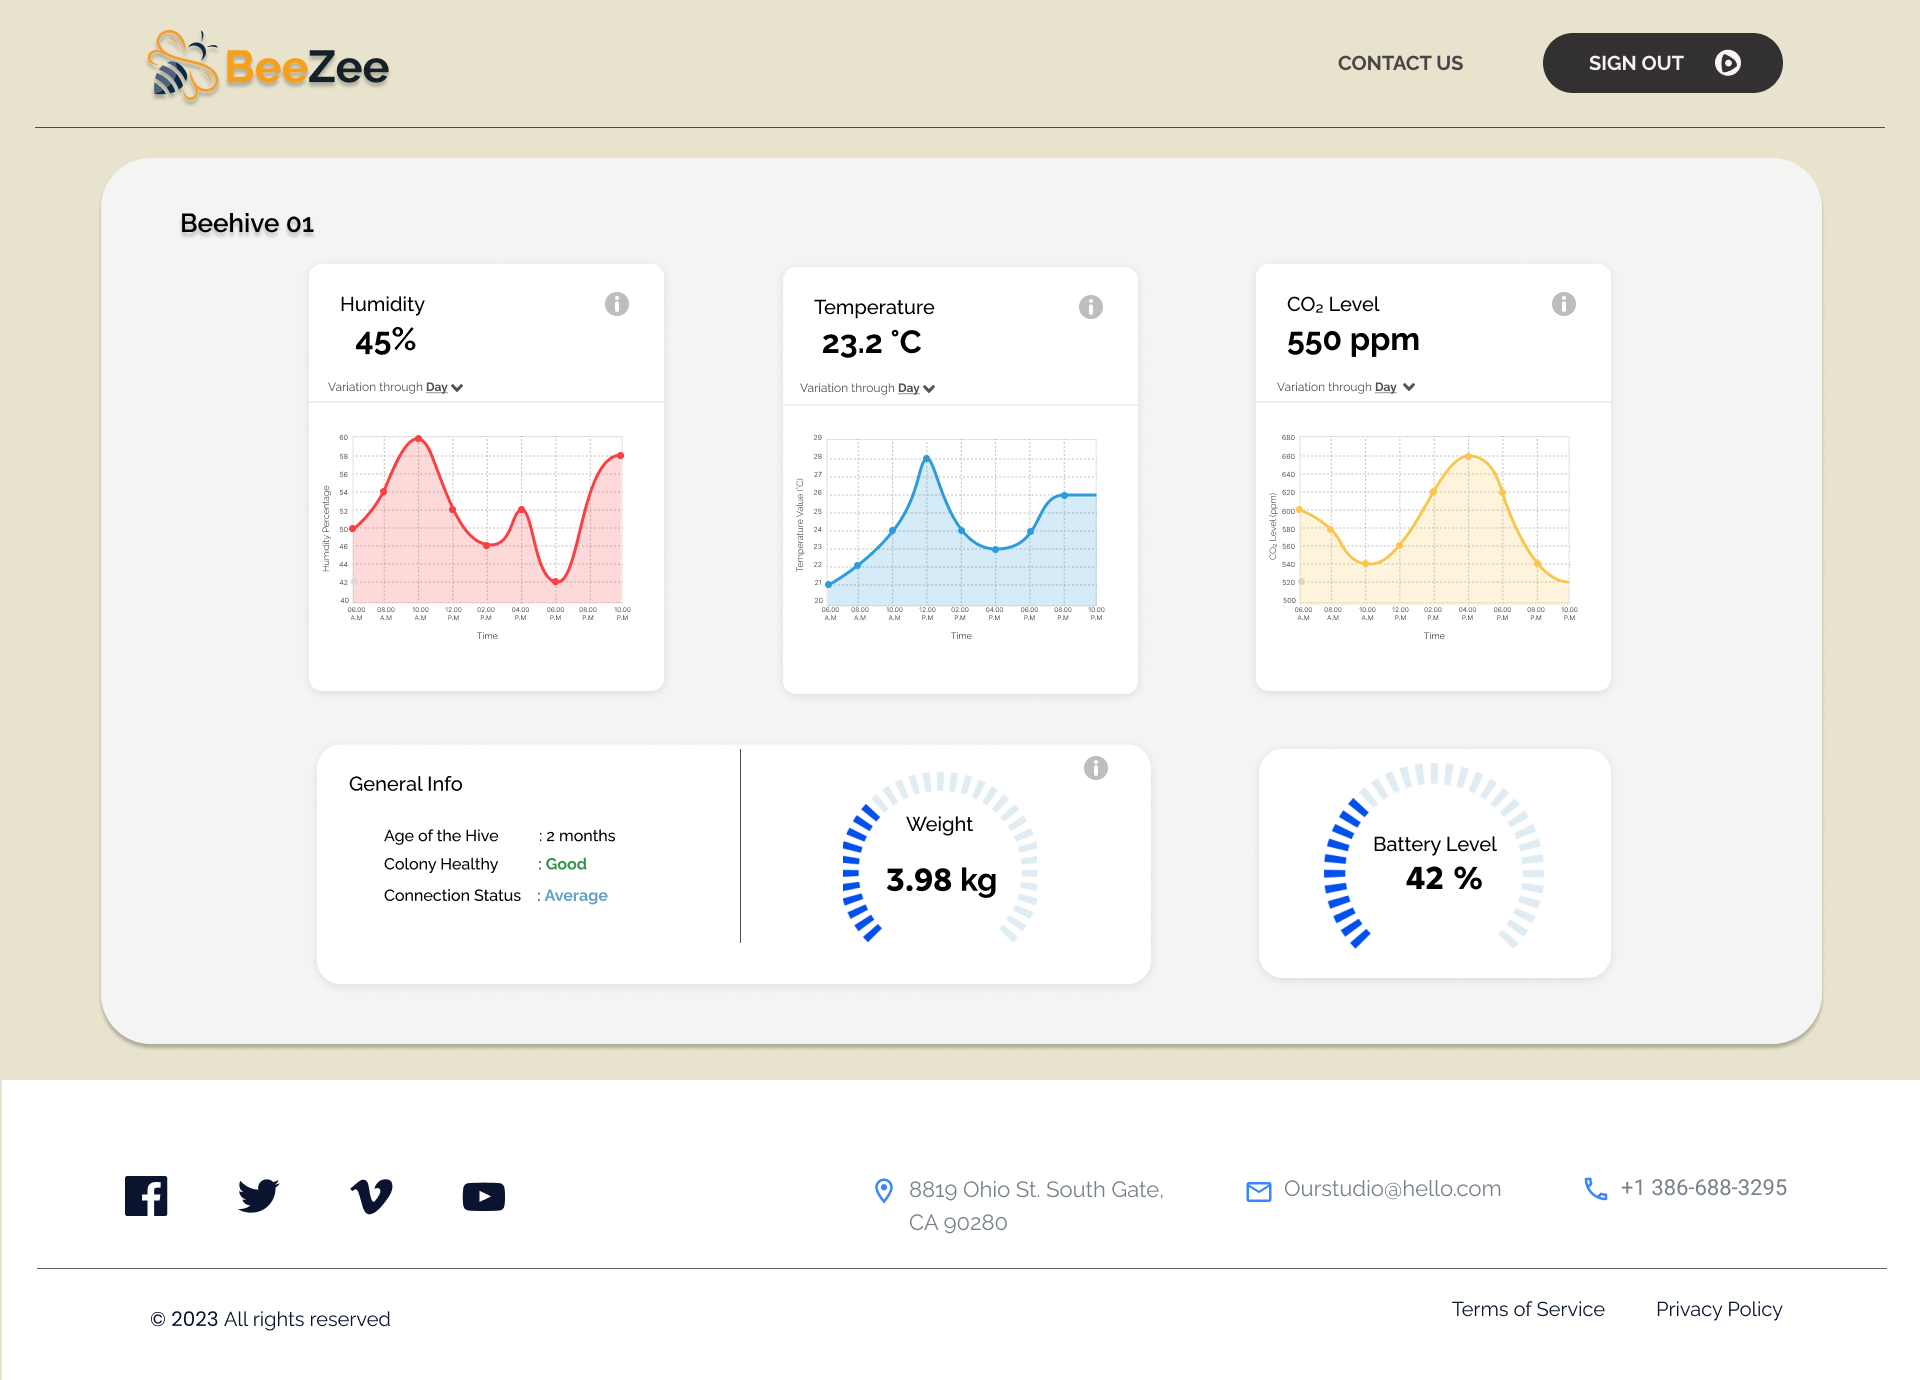 BeeZee
CONTACT US
SIGN OUT
Beehive 01
Humidity
45%
Variation through Day
Humidity Percentage
60
58
56
54
52
50
46
44
42
40
06.00 08.00 10.00 12.00 02.00 04.00 06.00 08.00 10.00
A.M A.M A.M P.M P.M P.M P.M P.M P.M
Time
Temperature
23.2 °C
Variation through Day
Temperature Value (°C)
29
28
27
26
25
24
23
22
21
20
06.00 08.00 10.00 12.00 02.00 04.00 06.00 08.00 10.00
A.M A.M A.M P.M P.M P.M P.M P.M P.M
Time
CO₂ Level
550 ppm
Variation through Day
CO₂ Level (ppm)
680
660
640
620
600
580
560
540
520
500
06.00 08.00 10.00 12.00 02.00 04.00 06.00 08.00 10.00
A.M A.M A.M P.M P.M P.M P.M P.M P.M
Time
General Info
Age of the Hive : 2 months
Colony Healthy : Good
Connection Status : Average
Weight
3.98 kg
Battery Level
42 %
8819 Ohio St. South Gate,
CA 90280
Ourstudio@hello.com
+1 386-688-3295
© 2023 All rights reserved
Terms of Service
Privacy Policy